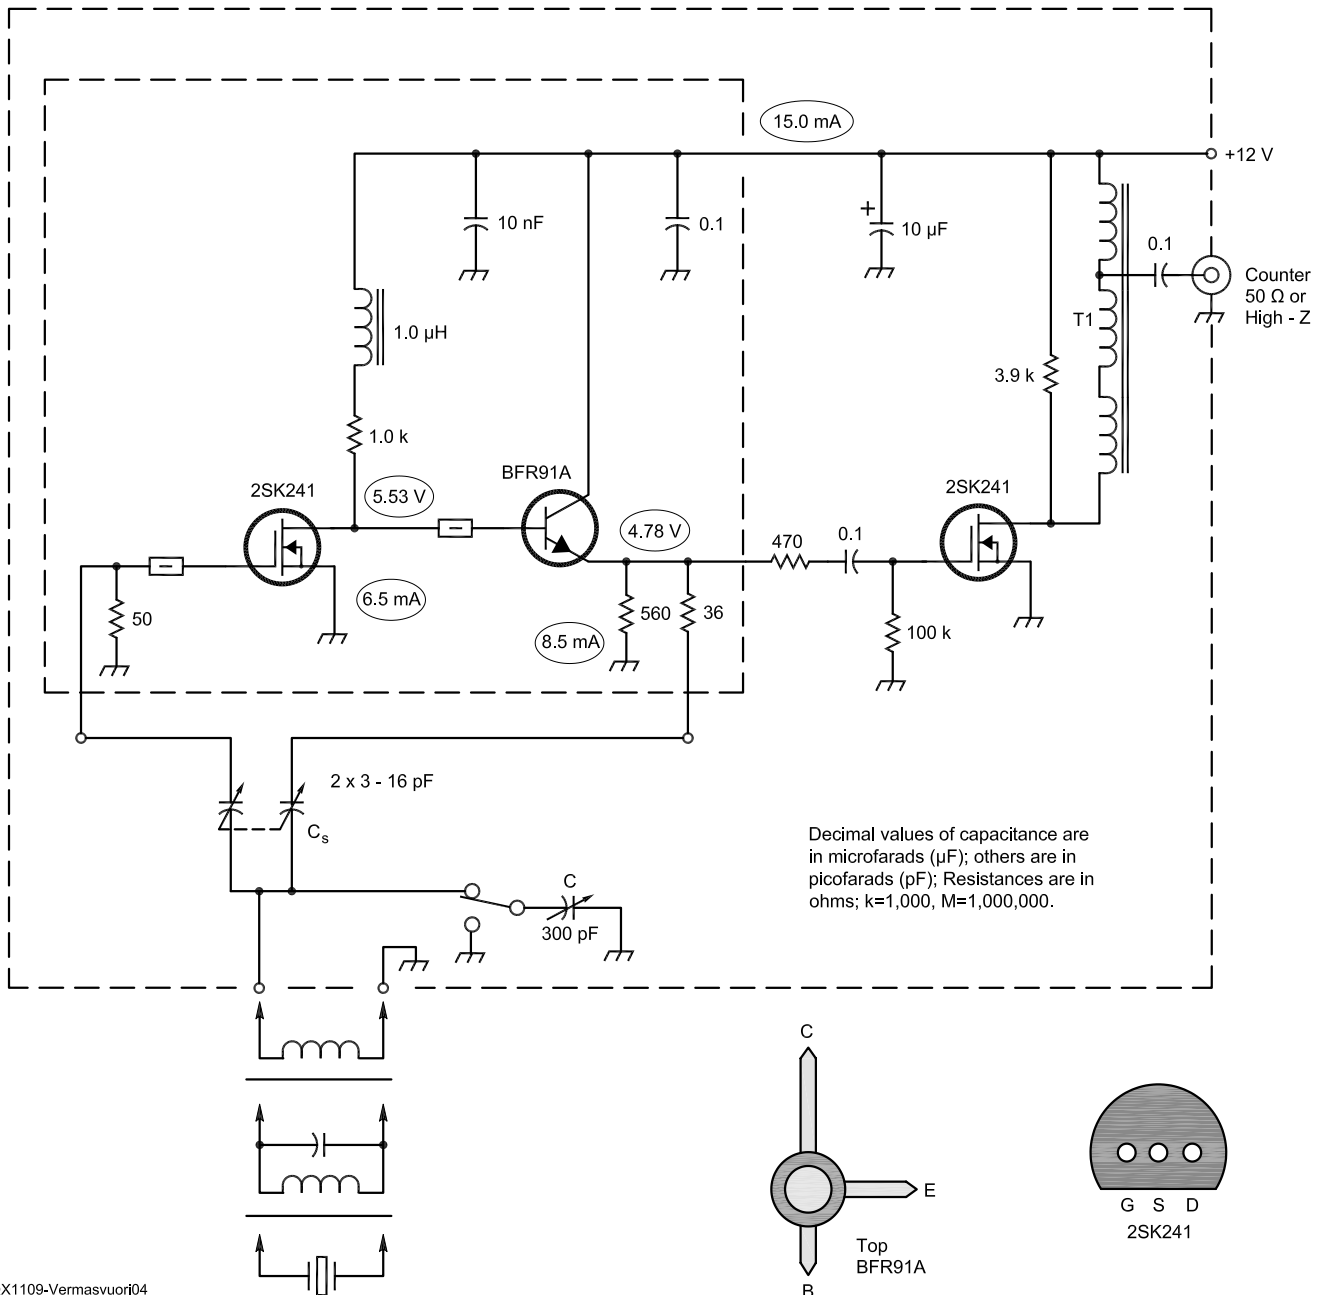 15.0 mA
+12 V
10 nF
0.1
+
10 µF
0.1
Counter
50 Ω or
High - Z
1.0 µH
T1
3.9 k
1.0 k
BFR91A
2SK241
5.53 V
2SK241
4.78 V
470
0.1
6.5 mA
50
560
36
8.5 mA
100 k
2 x 3 - 16 pF
Cs
Decimal values of capacitance are
in microfarads (µF); others are in
picofarads (pF); Resistances are in
ohms; k=1,000, M=1,000,000.
C
300 pF
C
E
G S D
2SK241
Top
BFR91A
B
X1109-Vermasvuori04